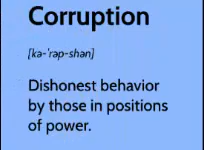 Corruption
[kə-ˈrəp-shən]
Dishonest behavior
by those in positions
of power.